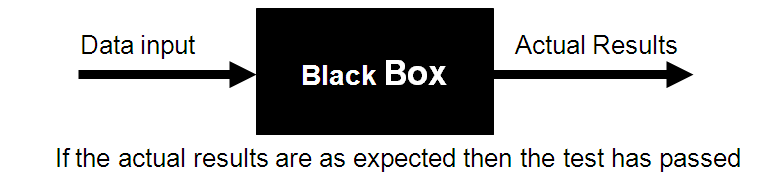 Data input
Black Box
Actual Results
If the actual results are as expected then the test has passed